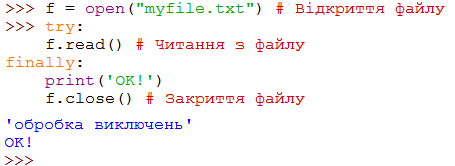 >>> f = open("myfile.txt") # Відкриття файлу
>>> try:
    f.read() # Читання з файлу
finally:
    print('OK!')
    f.close() # Закриття файлу
'обробка виключень'
OK!
>>>